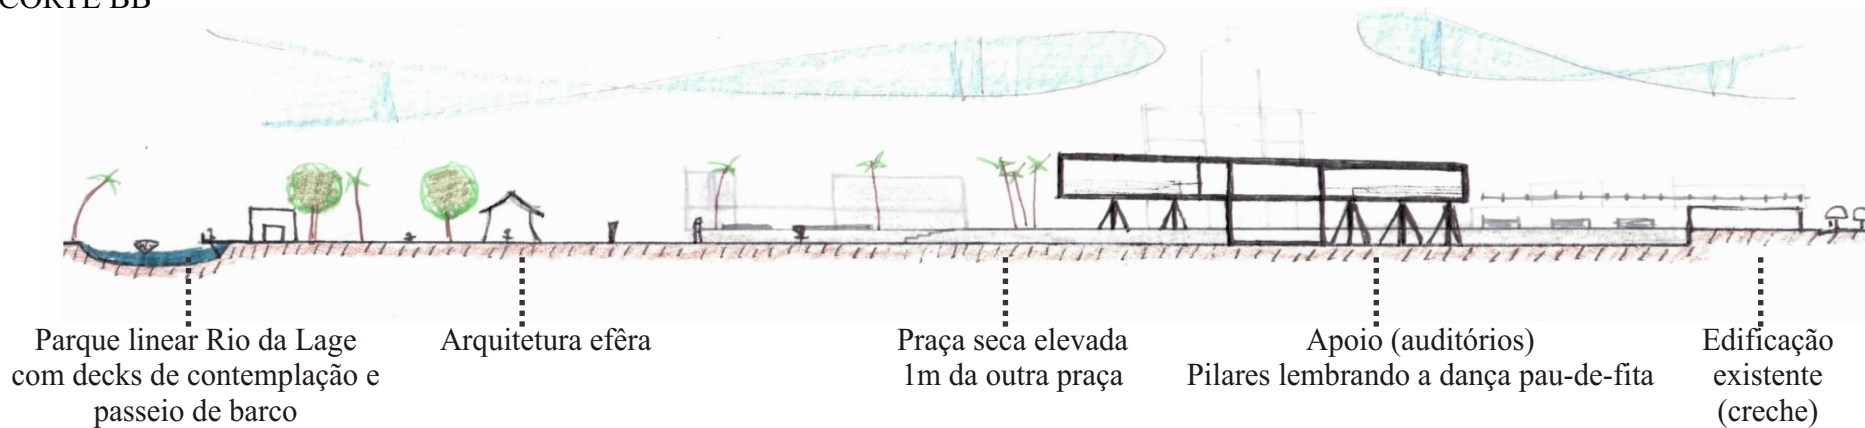 CORTE BB
Parque linear Rio da Lage
com decks de contemplação e
passeio de barco
Arquitetura efêra
Praça seca elevada
1m da outra praça
Apoio (auditórios)
Pilares lembrando a dança pau-de-fita
Edificação
existente
(creche)